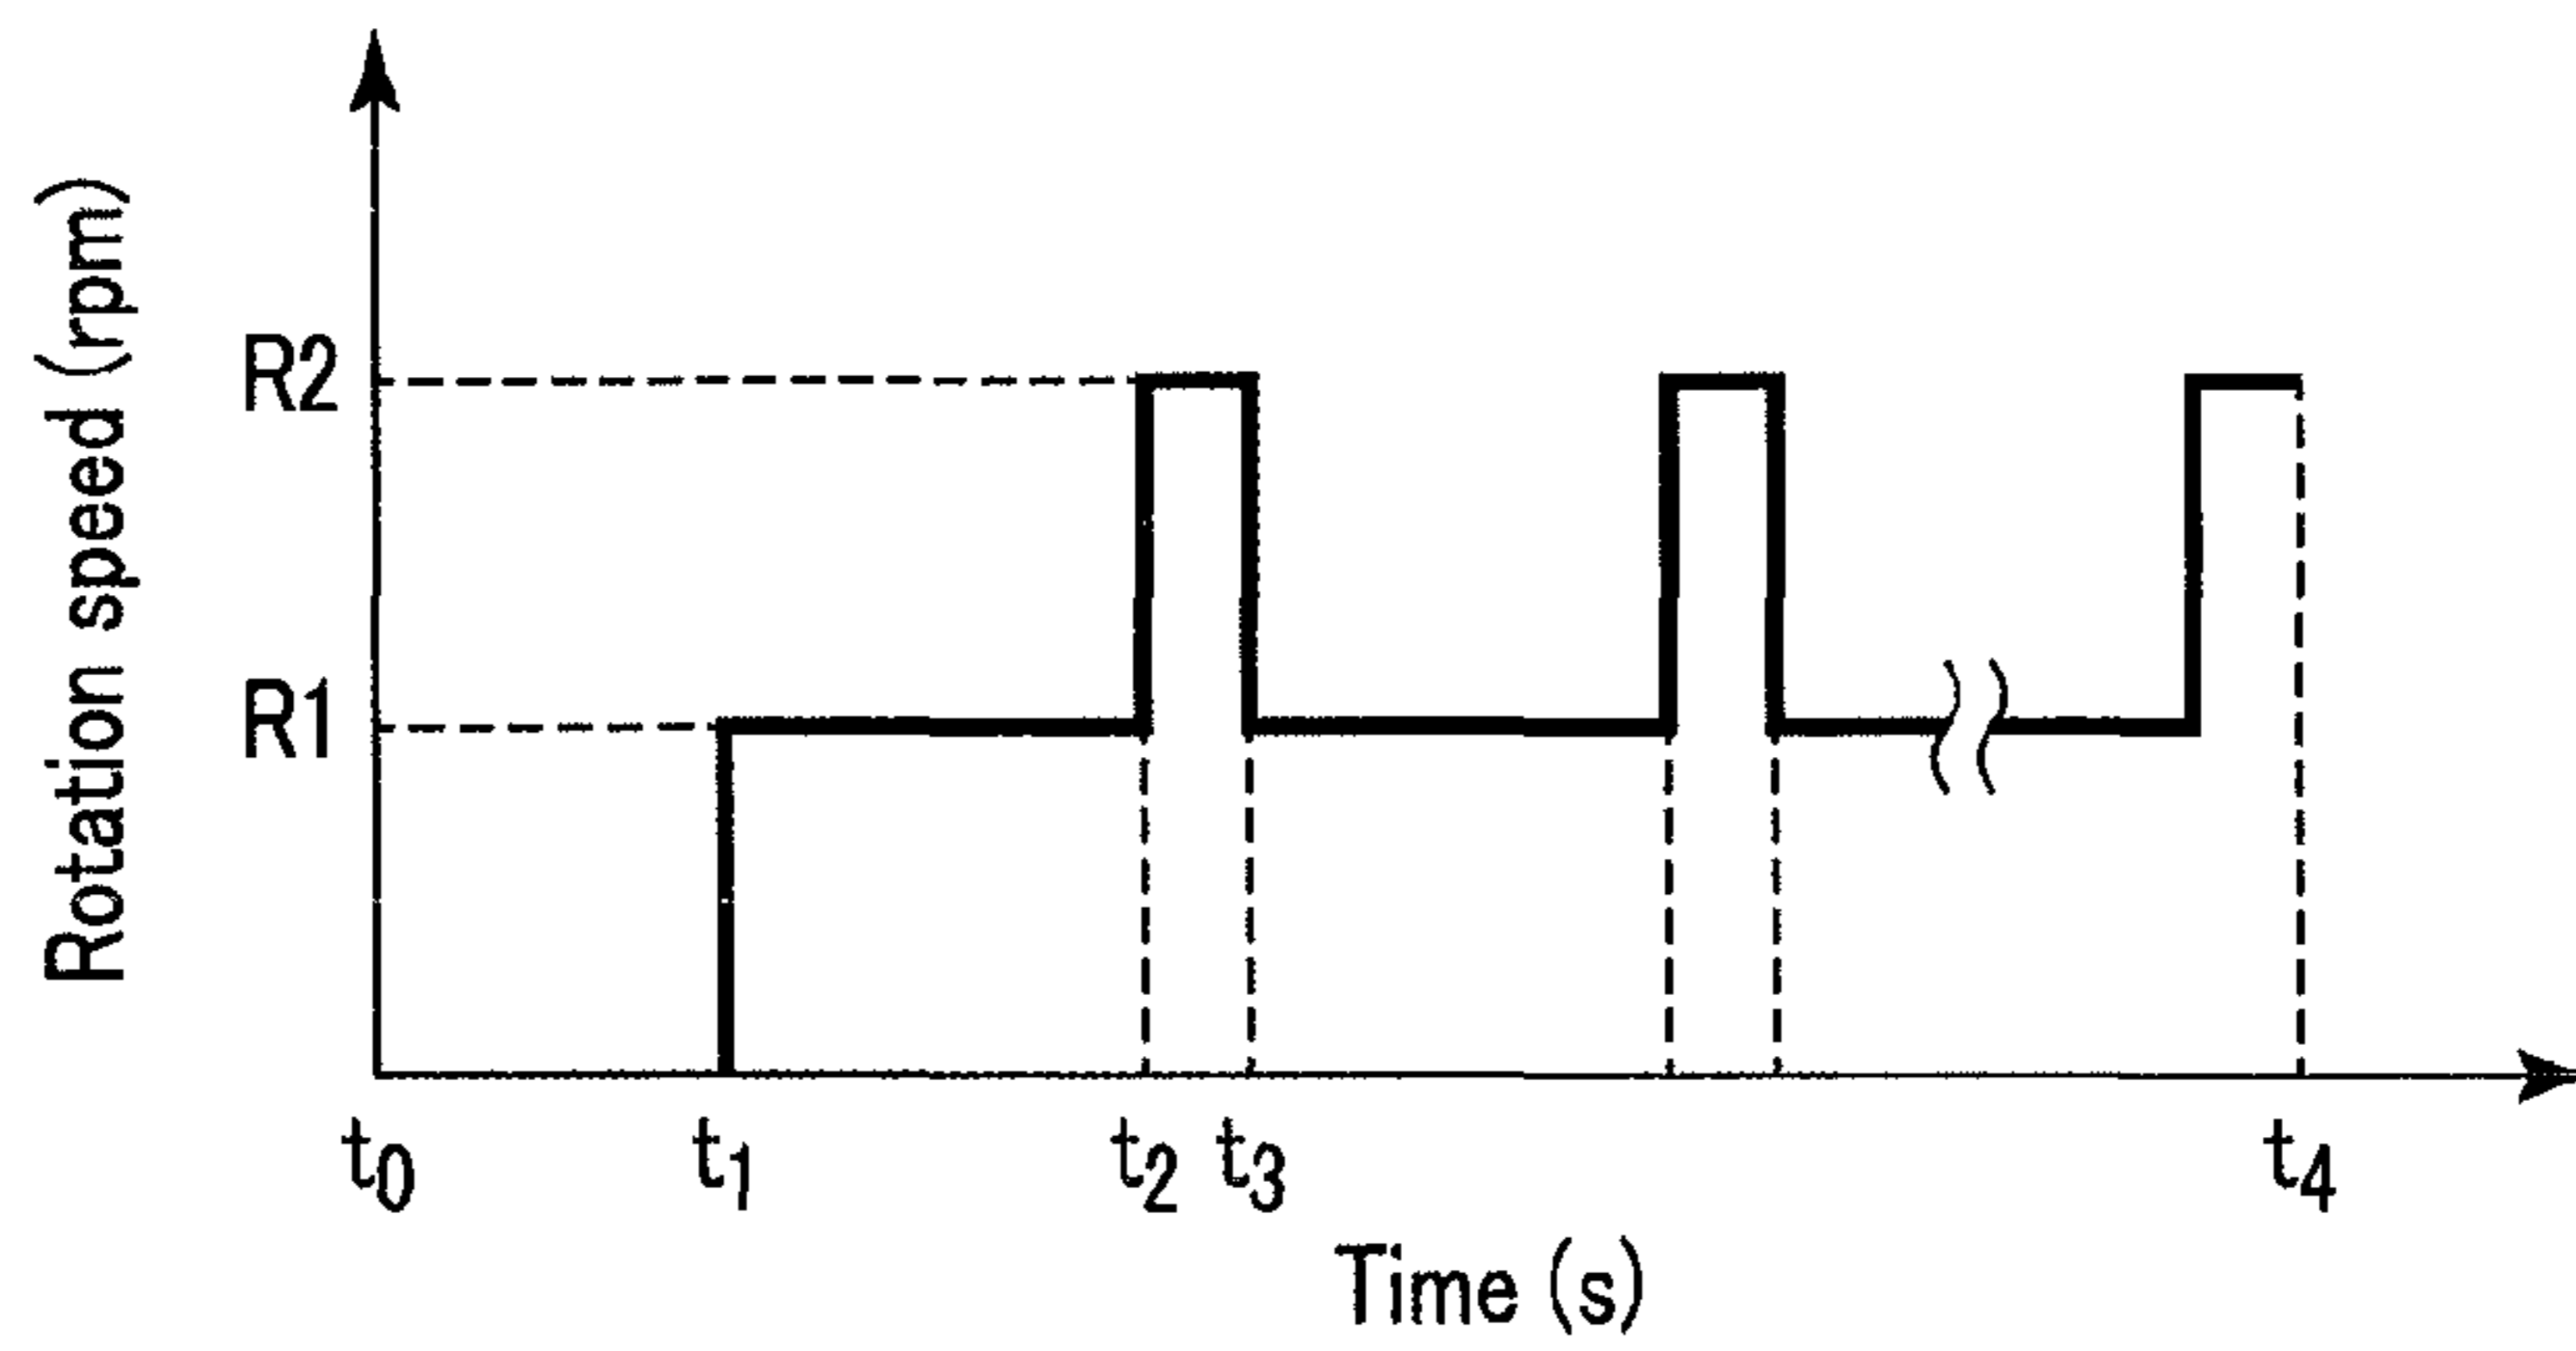 Rotation speed (rpm)
R2
R1
t0 t1 t2 t3 t4
Time (s)